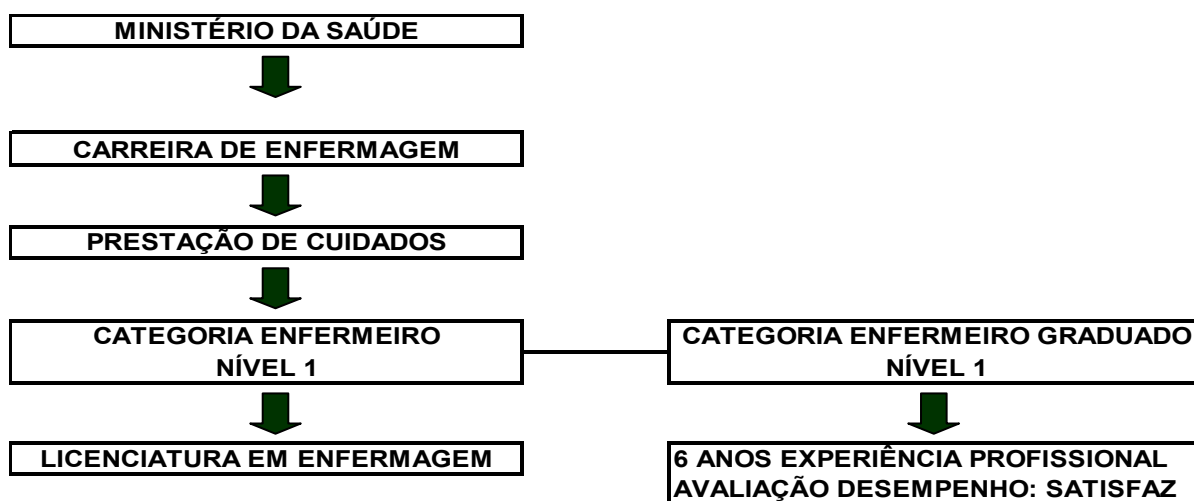 MINISTÉRIO DA SAÚDE
CARREIRA DE ENFERMAGEM
PRESTAÇÃO DE CUIDADOS
CATEGORIA ENFERMEIRO
NÍVEL 1
CATEGORIA ENFERMEIRO GRADUADO
NÍVEL 1
LICENCIATURA EM ENFERMAGEM
6 ANOS EXPERIÊNCIA PROFISSIONAL
AVALIAÇÃO DESEMPENHO: SATISFAZ